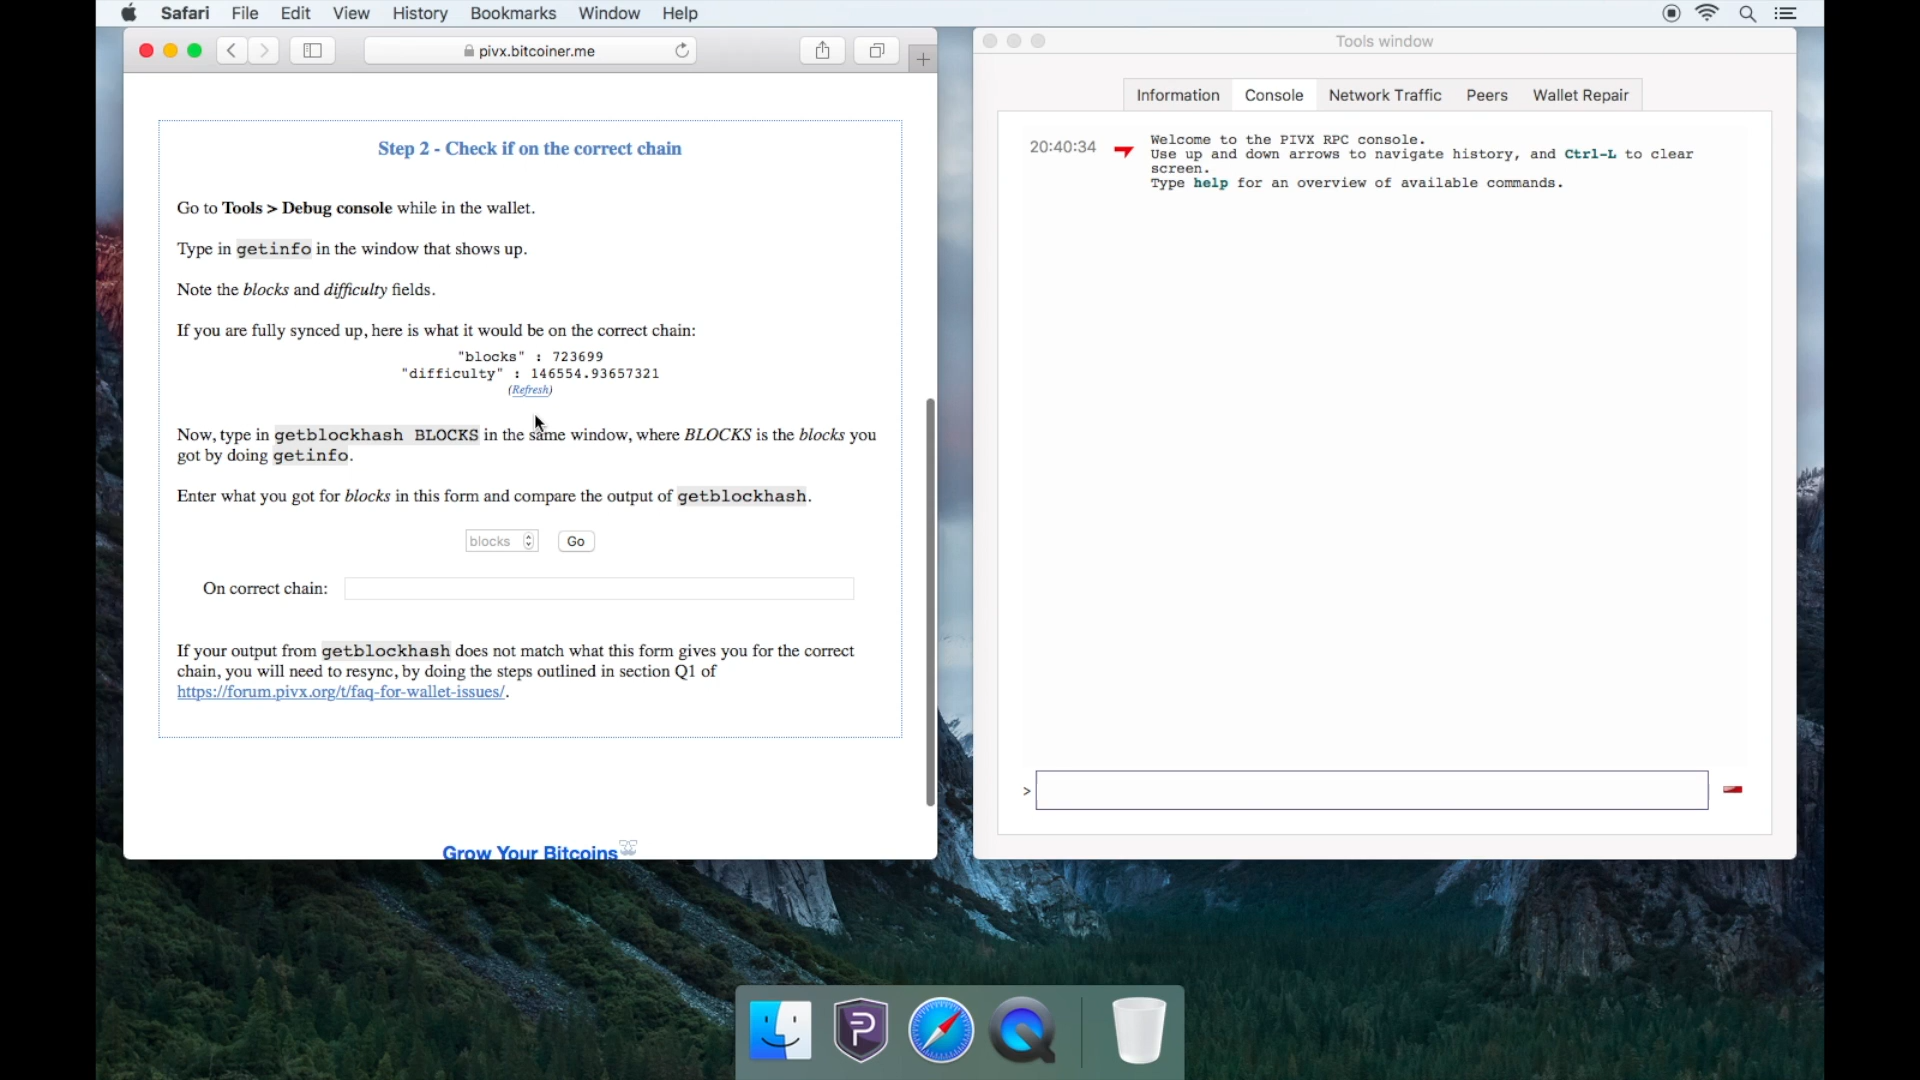 Safari File Edit View History Bookmarks Window Help
pivx.bitcoiner.me
Step 2 - Check if on the correct chain
Go to Tools > Debug console while in the wallet.
Type in getinfo in the window that shows up.
Note the blocks and difficulty fields.
If you are fully synced up, here is what it would be on the correct chain:
"blocks" : 723699
"difficulty" : 146554.93657321
(Refresh)
Now, type in getblockhash BLOCKS in the same window, where BLOCKS is the blocks you
got by doing getinfo.
Enter what you got for blocks in this form and compare the output of getblockhash.
blocks Go
On correct chain:
If your output from getblockhash does not match what this form gives you for the correct
chain, you will need to resync, by doing the steps outlined in section Q1 of
https://forum.pivx.org/t/faq-for-wallet-issues/.
Grow Your Bitcoins
Tools window
Information Console Network Traffic Peers Wallet Repair
20:40:34 Welcome to the PIVX RPC console.
Use up and down arrows to navigate history, and Ctrl-L to clear
screen.
Type help for an overview of available commands.
>